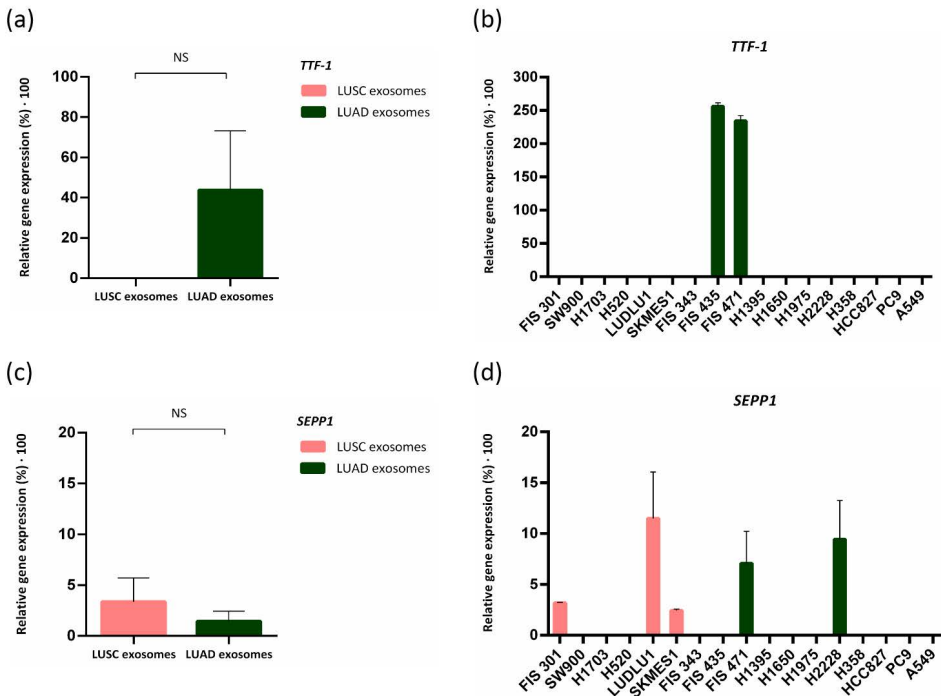 (a)
NS
TTF-1
LUSC exosomes
LUAD exosomes
Relative gene expression (%) · 100
100
80
60
40
20
0
LUSC exosomes LUAD exosomes
(b)
TTF-1
Relative gene expression (%) · 100
300
250
200
150
100
50
0
FIS 301 SW900 H1703 H520 LUDLU1 SKMES1 FIS 343 FIS 435 FIS 471 H1395 H1650 H1975 H2228 H358 HCC827 PC9 A549
(c)
NS
SEPP1
LUSC exosomes
LUAD exosomes
Relative gene expression (%) · 100
20
15
10
5
0
LUSC exosomes LUAD exosomes
(d)
SEPP1
Relative gene expression (%) · 100
20
15
10
5
0
FIS 301 SW900 H1703 H520 LUDLU1 SKMES1 FIS 343 FIS 435 FIS 471 H1395 H1650 H1975 H2228 H358 HCC827 PC9 A549